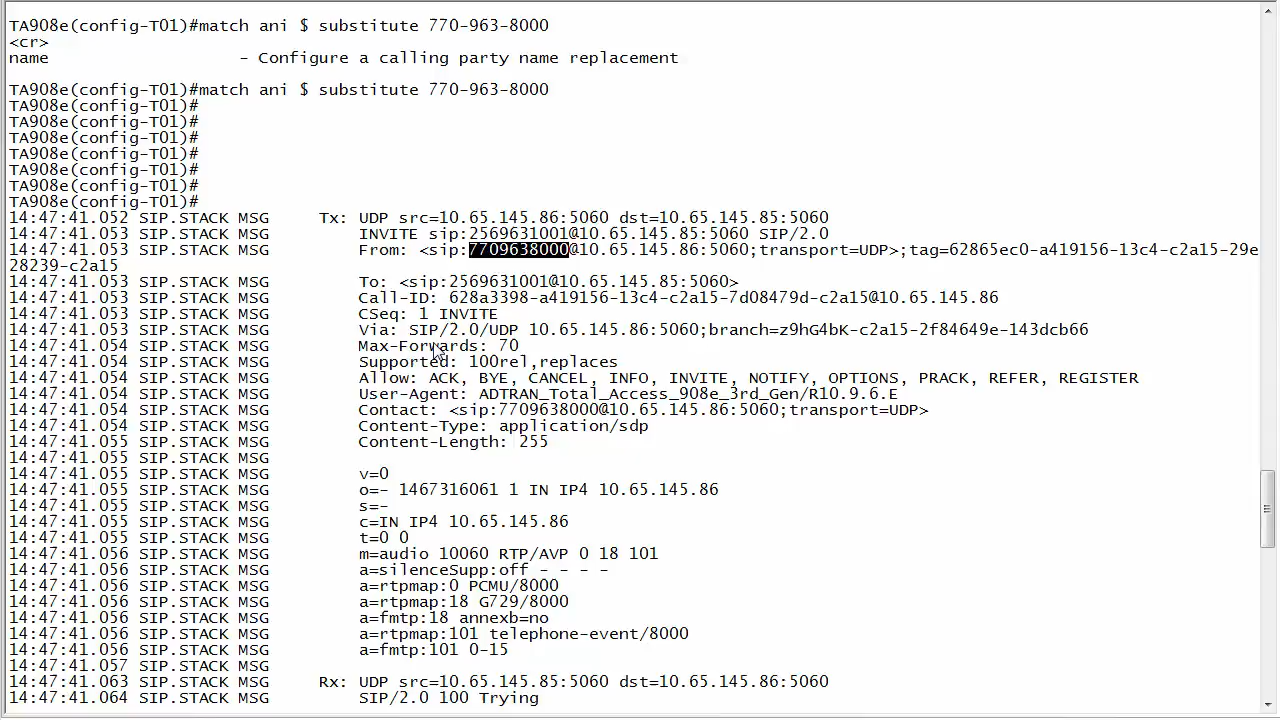 TA908e(config-T01)#match ani $ substitute 770-963-8000
<cr>
name - Configure a calling party name replacement
TA908e(config-T01)#match ani $ substitute 770-963-8000
TA908e(config-T01)#
TA908e(config-T01)#
TA908e(config-T01)#
TA908e(config-T01)#
TA908e(config-T01)#
TA908e(config-T01)#
TA908e(config-T01)#
14:47:41.052 SIP.STACK MSG Tx: UDP src=10.65.145.86:5060 dst=10.65.145.85:5060
14:47:41.053 SIP.STACK MSG INVITE sip:2569631001@10.65.145.85:5060 SIP/2.0
14:47:41.053 SIP.STACK MSG From: <sip:7709638000@10.65.145.86:5060;transport=UDP>;tag=62865ec0-a419156-13c4-c2a15-29e
28239-c2a15
14:47:41.053 SIP.STACK MSG To: <sip:2569631001@10.65.145.85:5060>
14:47:41.053 SIP.STACK MSG Call-ID: 628a3398-a419156-13c4-c2a15-7d08479d-c2a15@10.65.145.86
14:47:41.053 SIP.STACK MSG CSeq: 1 INVITE
14:47:41.053 SIP.STACK MSG Via: SIP/2.0/UDP 10.65.145.86:5060;branch=z9hG4bK-c2a15-2f84649e-143dcb66
14:47:41.054 SIP.STACK MSG Max-Forwards: 70
14:47:41.054 SIP.STACK MSG Supported: 100rel,replaces
14:47:41.054 SIP.STACK MSG Allow: ACK, BYE, CANCEL, INFO, INVITE, NOTIFY, OPTIONS, PRACK, REFER, REGISTER
14:47:41.054 SIP.STACK MSG User-Agent: ADTRAN_Total_Access_908e_3rd_Gen/R10.9.6.E
14:47:41.054 SIP.STACK MSG Contact: <sip:7709638000@10.65.145.86:5060;transport=UDP>
14:47:41.054 SIP.STACK MSG Content-Type: application/sdp
14:47:41.055 SIP.STACK MSG Content-Length: 255
14:47:41.055 SIP.STACK MSG
14:47:41.055 SIP.STACK MSG v=0
14:47:41.055 SIP.STACK MSG o=- 1467316061 1 IN IP4 10.65.145.86
14:47:41.055 SIP.STACK MSG s=-
14:47:41.055 SIP.STACK MSG c=IN IP4 10.65.145.86
14:47:41.055 SIP.STACK MSG t=0 0
14:47:41.056 SIP.STACK MSG m=audio 10060 RTP/AVP 0 18 101
14:47:41.056 SIP.STACK MSG a=silenceSupp:off - - - -
14:47:41.056 SIP.STACK MSG a=rtpmap:0 PCMU/8000
14:47:41.056 SIP.STACK MSG a=rtpmap:18 G729/8000
14:47:41.056 SIP.STACK MSG a=fmtp:18 annexb=no
14:47:41.056 SIP.STACK MSG a=rtpmap:101 telephone-event/8000
14:47:41.056 SIP.STACK MSG a=fmtp:101 0-15
14:47:41.057 SIP.STACK MSG
14:47:41.063 SIP.STACK MSG Rx: UDP src=10.65.145.85:5060 dst=10.65.145.86:5060
14:47:41.064 SIP.STACK MSG SIP/2.0 100 Trying